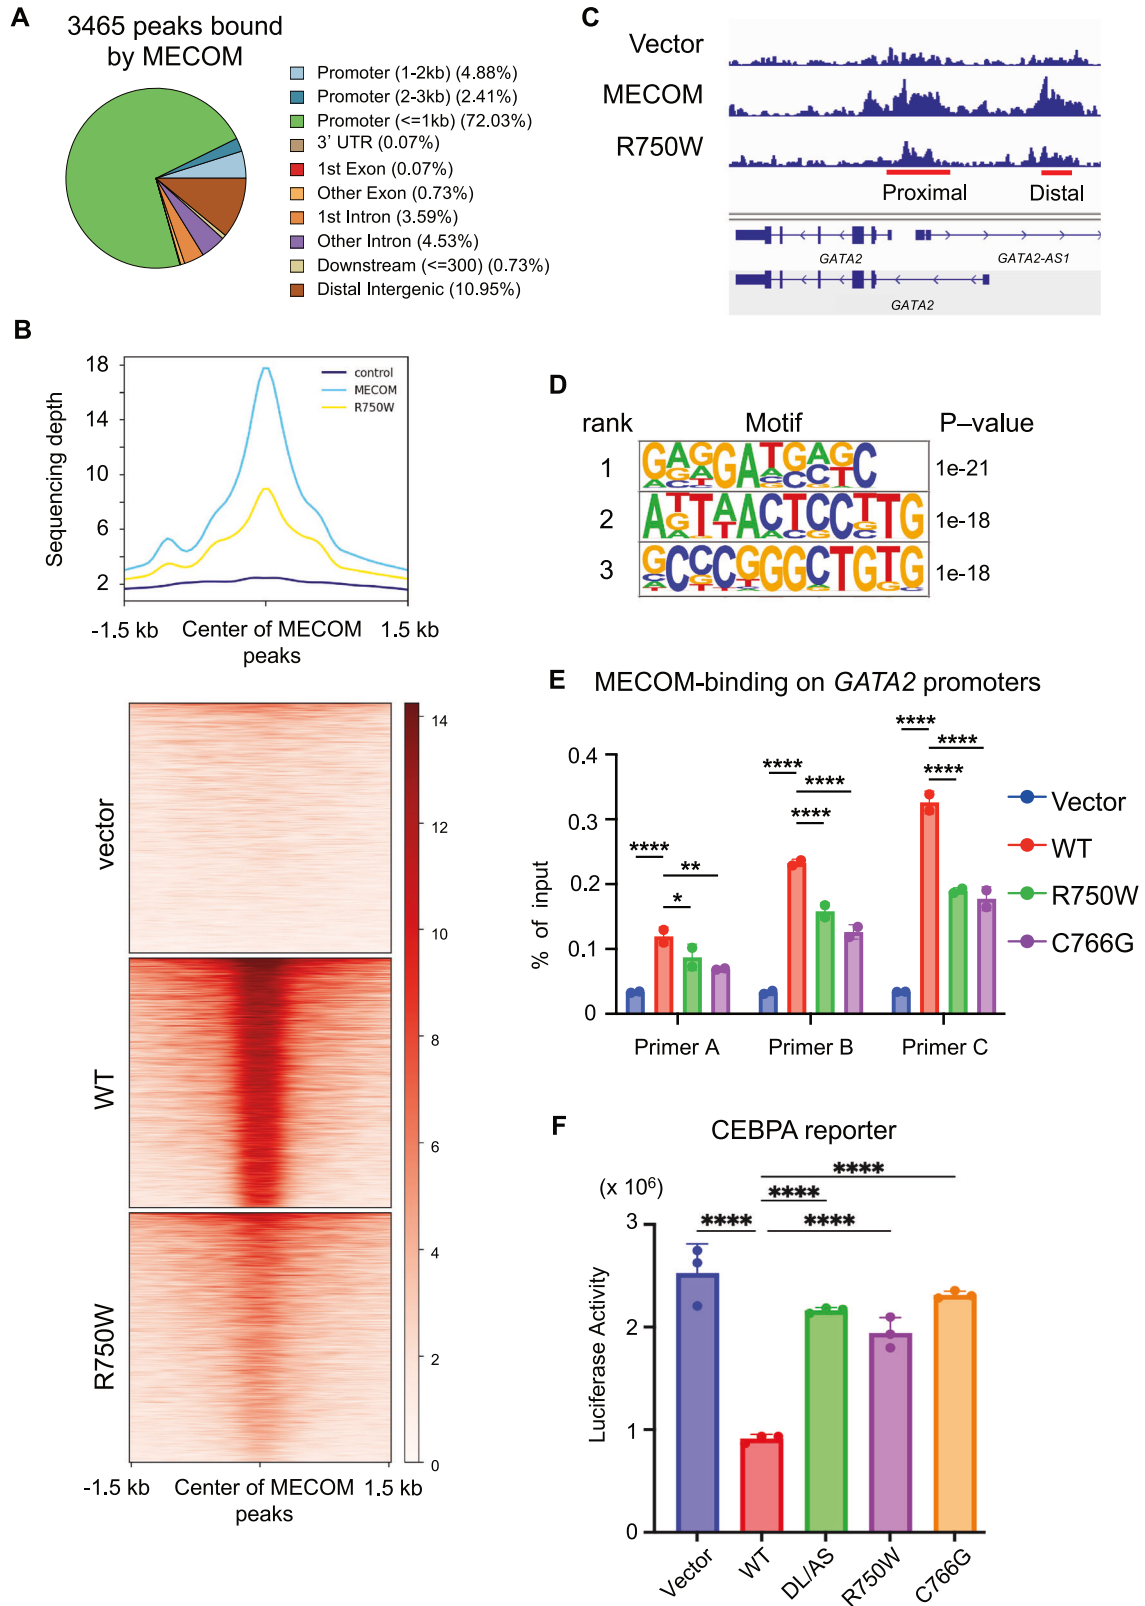 A
3465 peaks bound
by MECOM
Promoter (1-2kb) (4.88%)
Promoter (2-3kb) (2.41%)
Promoter (<=1kb) (72.03%)
3' UTR (0.07%)
1st Exon (0.07%)
Other Exon (0.73%)
1st Intron (3.59%)
Other Intron (4.53%)
Downstream (<=300) (0.73%)
Distal Intergenic (10.95%)
B
Sequencing depth
18
14
10
6
2
control
MECOM
R750W
-1.5 kb
Center of MECOM
peaks
1.5 kb
vector
WT
R750W
14
12
10
8
6
4
2
0
-1.5 kb
Center of MECOM
peaks
1.5 kb
C
Vector
MECOM
R750W
Proximal
Distal
GATA2
GATA2-AS1
GATA2
D
rank
Motif
P–value
1
GAGGATGAGC
1e-21
2
ATTAACTCCTTG
1e-18
3
GCCCGGGCTGTG
1e-18
E
MECOM-binding on GATA2 promoters
% of input
0.4
0.3
0.2
0.1
0
****
**
*
****
****
****
****
****
****
Primer A
Primer B
Primer C
Vector
WT
R750W
C766G
F
CEBPA reporter
(x 10⁶)
Luciferase Activity
3
2
1
0
****
****
****
****
Vector
WT
DL/AS
R750W
C766G